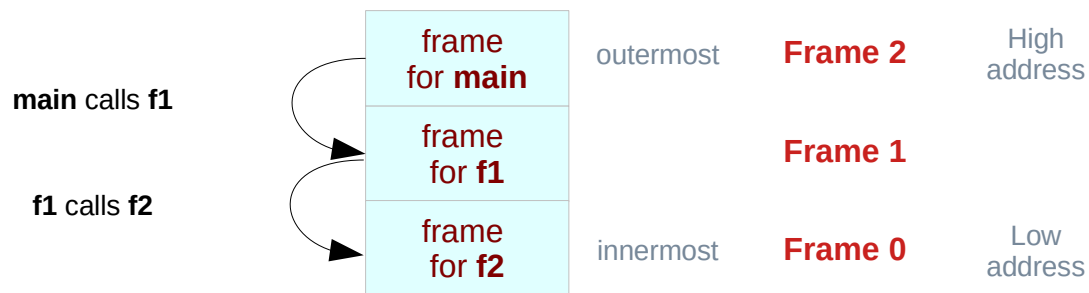 frame
for main
outermost
Frame 2
High
address
main calls f1
frame
for f1
Frame 1
f1 calls f2
frame
for f2
innermost
Frame 0
Low
address